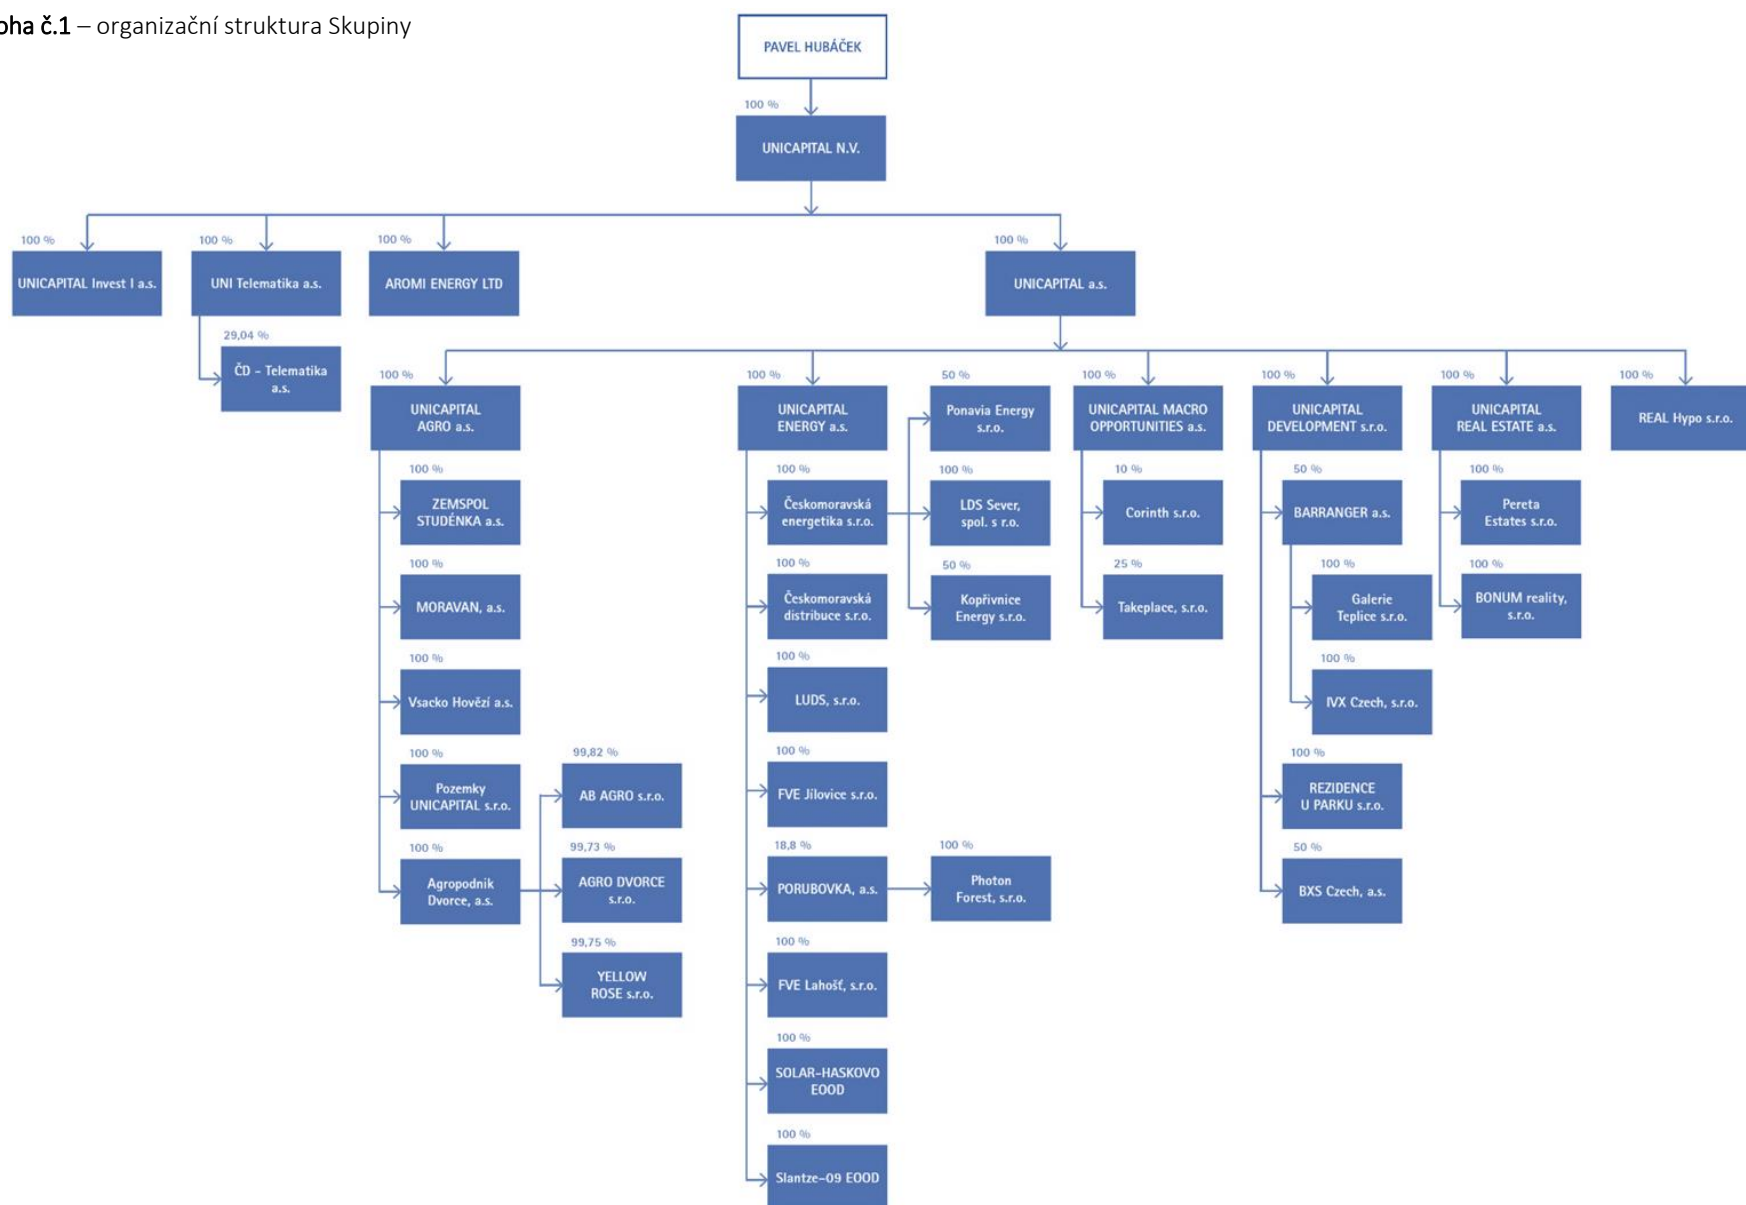 oha č.1 – organizační struktura Skupiny
PAVEL HUBÁČEK
100 %
UNICAPITAL N.V.
100 %
UNICAPITAL Invest I a.s.
100 %
UNI Telematika a.s.
29,04 %
ČD – Telematika
a.s.
100 %
AROMI ENERGY LTD
100 %
UNICAPITAL a.s.
100 %
UNICAPITAL
AGRO a.s.
100 %
ZEMSPOL
STUDÉNKA a.s.
100 %
MORAVAN, a.s.
100 %
Vsacko Hovězí a.s.
100 %
Pozemky
UNICAPITAL s.r.o.
100 %
Agropodnik
Dvorce, a.s.
99,82 %
AB AGRO s.r.o.
99,73 %
AGRO DVORCE
s.r.o.
99,75 %
YELLOW
ROSE s.r.o.
100 %
UNICAPITAL
ENERGY a.s.
100 %
Českomoravská
energetika s.r.o.
50 %
Ponavia Energy
s.r.o.
100 %
LDS Sever,
spol. s r.o.
50 %
Kopřivnice
Energy s.r.o.
100 %
Českomoravská
distribuce s.r.o.
100 %
LUDS, s.r.o.
100 %
FVE Jílovice s.r.o.
18,8 %
PORUBOVKA, a.s.
100 %
Photon
Forest, s.r.o.
100 %
FVE Lahošť, s.r.o.
100 %
SOLAR-HASKOVO
EOOD
100 %
Slantze-09 EOOD
100 %
UNICAPITAL MACRO
OPPORTUNITIES a.s.
10 %
Corinth s.r.o.
25 %
Takeplace, s.r.o.
100 %
UNICAPITAL
DEVELOPMENT s.r.o.
50 %
BARRANGER a.s.
100 %
Galerie
Teplice s.r.o.
100 %
IVX Czech, s.r.o.
100 %
REZIDENCE
U PARKU s.r.o.
50 %
BXS Czech, a.s.
100 %
UNICAPITAL
REAL ESTATE a.s.
100 %
Pereta
Estates s.r.o.
100 %
BONUM reality,
s.r.o.
100 %
REAL Hypo s.r.o.